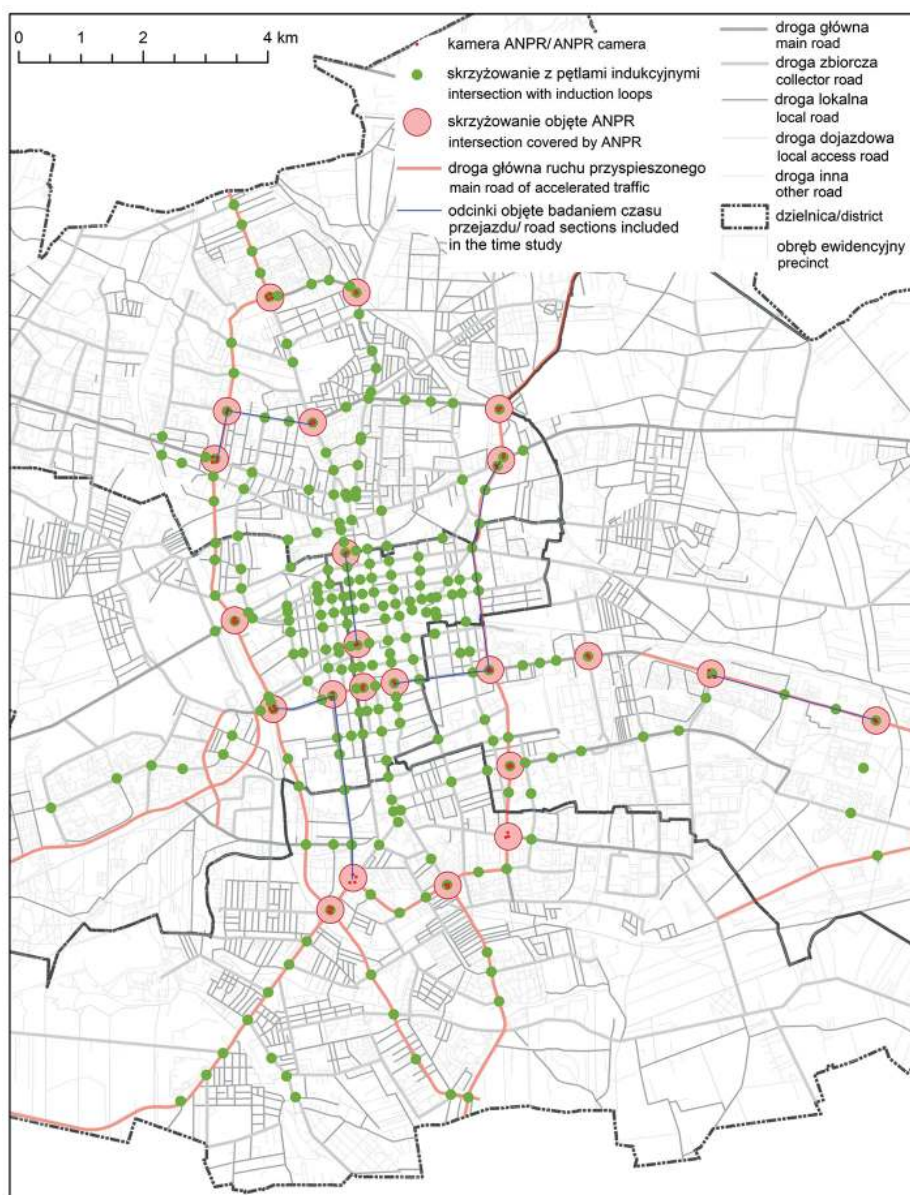 0 1 2 4 km
kamera ANPR/ ANPR camera
skrzyżowanie z pętlami indukcyjnymi
intersection with induction loops
skrzyżowanie objęte ANPR
intersection covered by ANPR
droga główna ruchu przyspieszonego
main road of accelerated traffic
odcinki objęte badaniem czasu
przejazdu/ road sections included
in the time study
droga główna
main road
droga zbiorcza
collector road
droga lokalna
local road
droga dojazdowa
local access road
droga inna
other road
dzielnica/district
obręb ewidencyjny
precinct